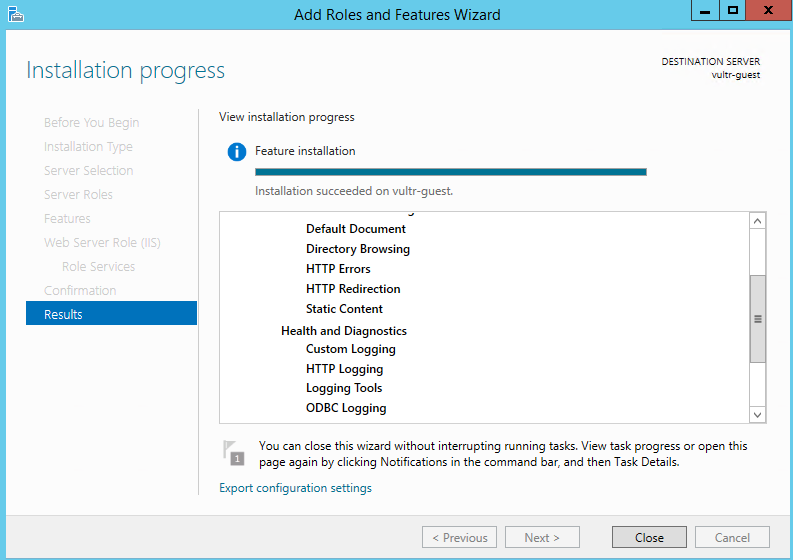 Add Roles and Features Wizard
Installation progress
DESTINATION SERVER
vultr-guest
Before You Begin
Installation Type
Server Selection
Server Roles
Features
Web Server Role (IIS)
Role Services
Confirmation
Results
View installation progress
Feature installation
Installation succeeded on vultr-guest.
Default Document
Directory Browsing
HTTP Errors
HTTP Redirection
Static Content
Health and Diagnostics
Custom Logging
HTTP Logging
Logging Tools
ODBC Logging
1
You can close this wizard without interrupting running tasks. View task progress or open this
page again by clicking Notifications in the command bar, and then Task Details.
Export configuration settings
< Previous
Next >
Close
Cancel